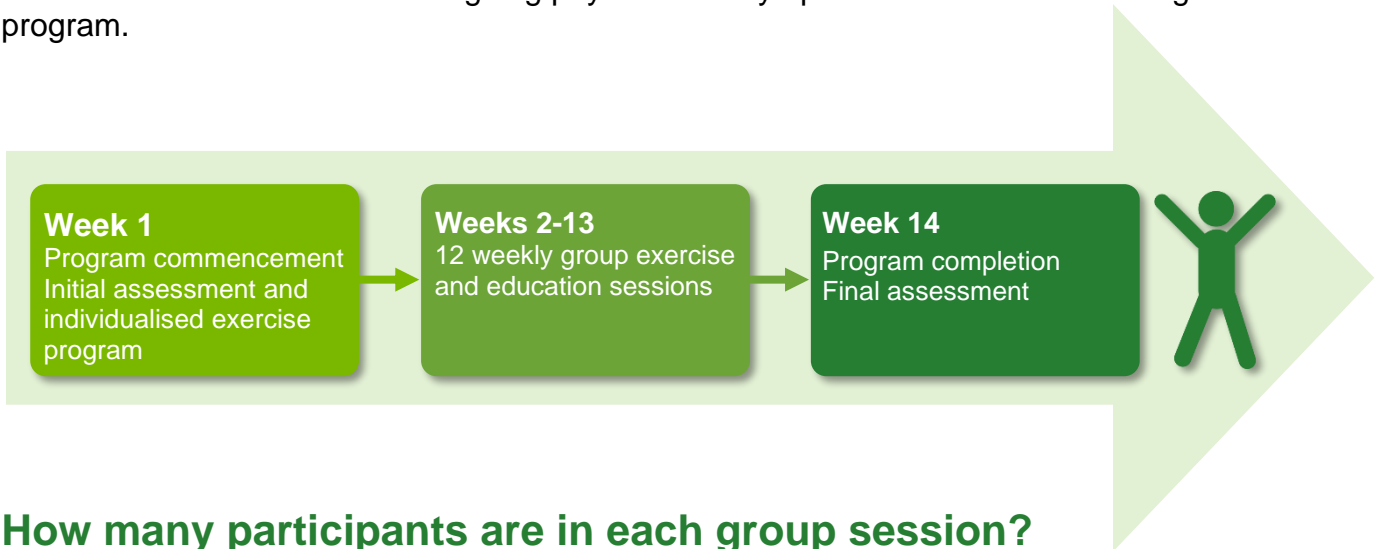 program.
Week 1
Program commencement
Initial assessment and
individualised exercise
program
Weeks 2-13
12 weekly group exercise
and education sessions
Week 14
Program completion
Final assessment
How many participants are in each group session?